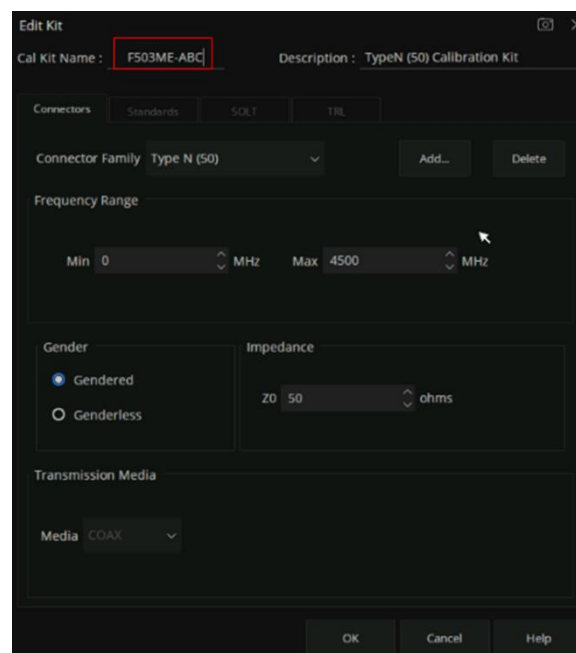 Edit Kit
Cal Kit Name : F503ME-ABC Description : TypeN (50) Calibration Kit
Connectors Standards SOLT TRL
Connector Family Type N (50) Add... Delete
Frequency Range
Min 0 MHz Max 4500 MHz
Gender Impedance
Gendered
Z0 50 ohms
Genderless
Transmission Media
Media COAX
OK Cancel Help